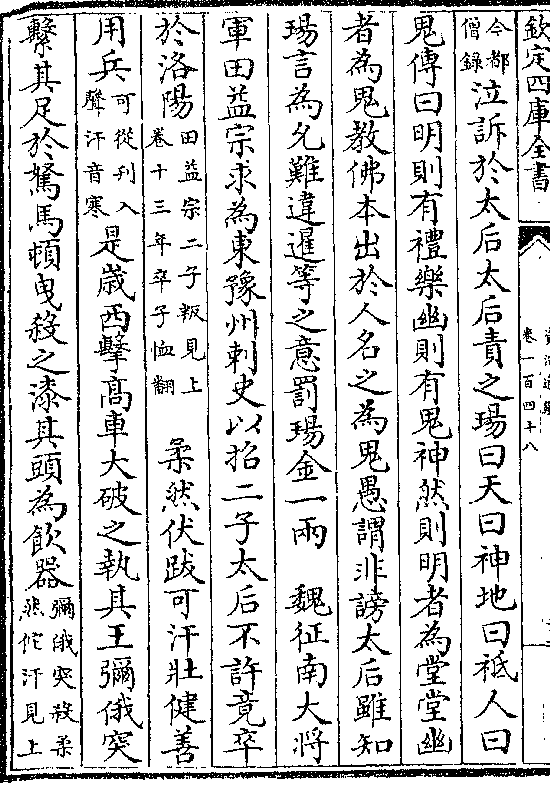 欽定四庫全書
卷一百四十八
今都僧錄泣訴於太后太后責之瑒曰天曰神地曰祇人曰
鬼傳曰明則有禮樂幽則有鬼神然則明者為堂堂幽
者為鬼教佛本出於人名之為鬼愚謂非謗太后雖知
瑒言為允難違暹等之意罰瑒金一兩 魏征南大將
軍田益宗求為東豫州刺史以招二子太后不許竟卒
於洛陽田益宗二子叛見上卷十三年卒子恤翻 柔然伏跋可汗壯健善
用兵可從刋入聲汗音寒是歲西擊高車大破之執其王彌俄突
繫其足於駑馬頓曳殺之漆其頭為飲器彌俄突殺柔然佗汗見上